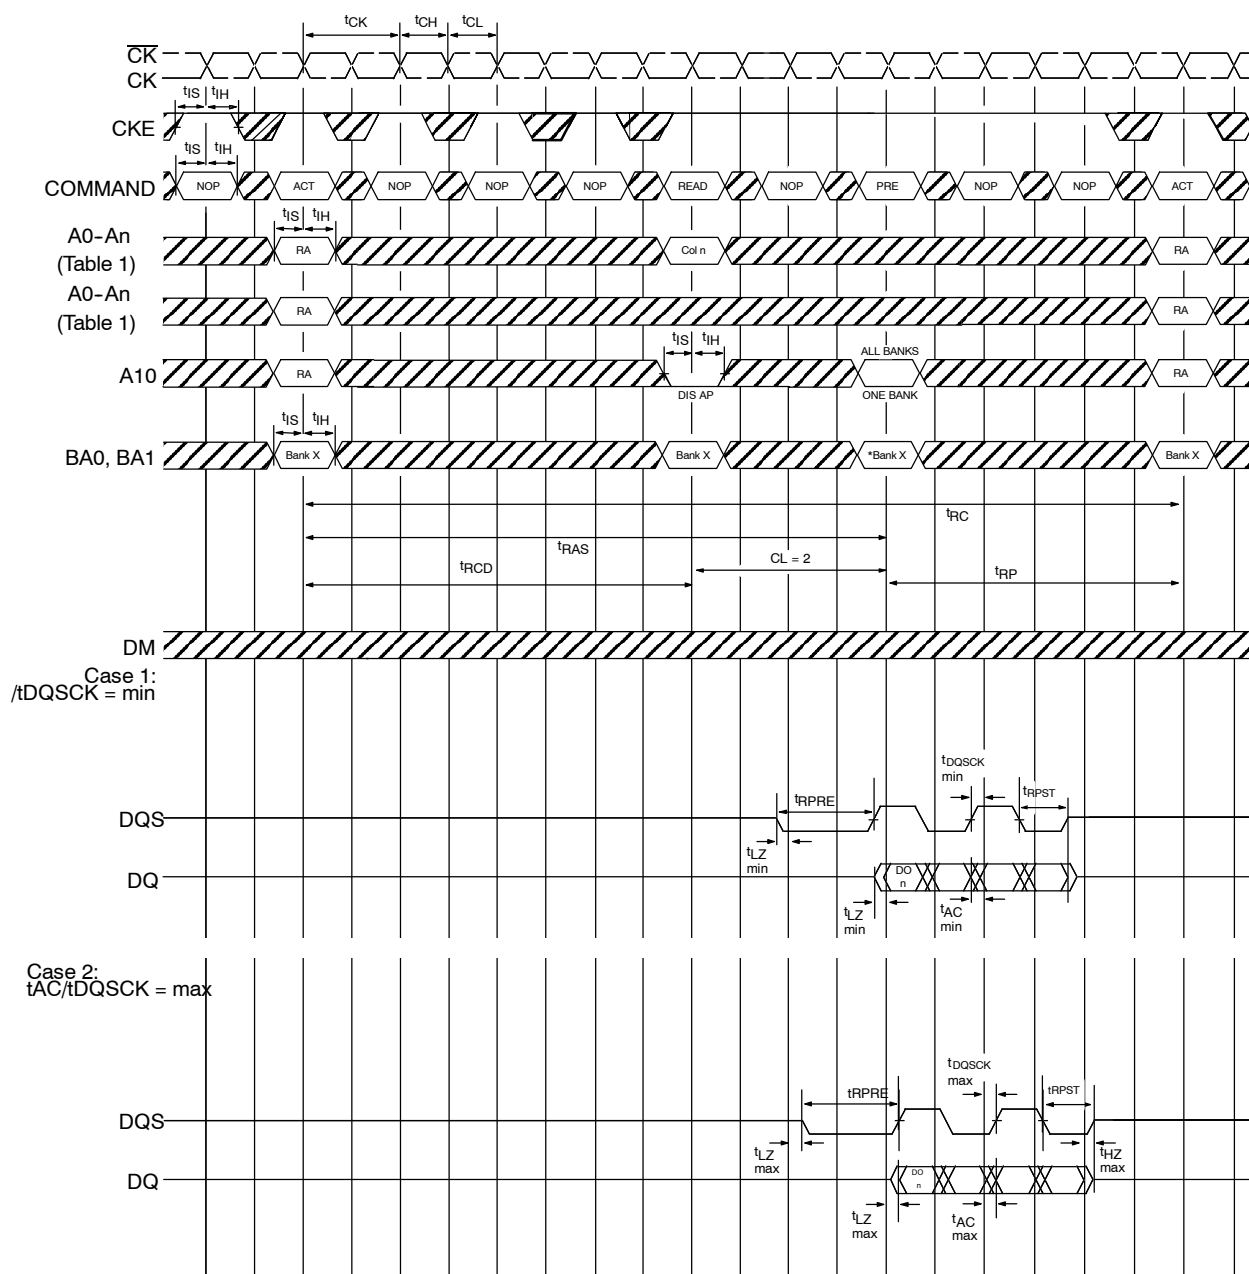 tCK tCH tCL
CK
CK
tIS tIH
CKE
tIS tIH
COMMAND NOP ACT NOP NOP NOP READ NOP PRE NOP NOP ACT
tIS tIH
A0-An
(Table 1)
RA Col n RA
A0-An
(Table 1)
RA RA
tIS tIH ALL BANKS
A10 RA RA
DIS AP ONE BANK
tIS tIH
BA0, BA1 Bank X Bank X *Bank X Bank X
tRC
tRAS
CL = 2
tRCD tRP
DM
Case 1:
/tDQSCK = min
tDQSCK
min
tRPRE tRPST
DQS
tLZ
min
DQ DO
n
tLZ
min
tAC
min
Case 2:
tAC/tDQSCK = max
tDQSCK
max
tRPRE tRPST
DQS
tLZ
max
tHZ
max
DQ DO
n
tLZ
max
tAC
max